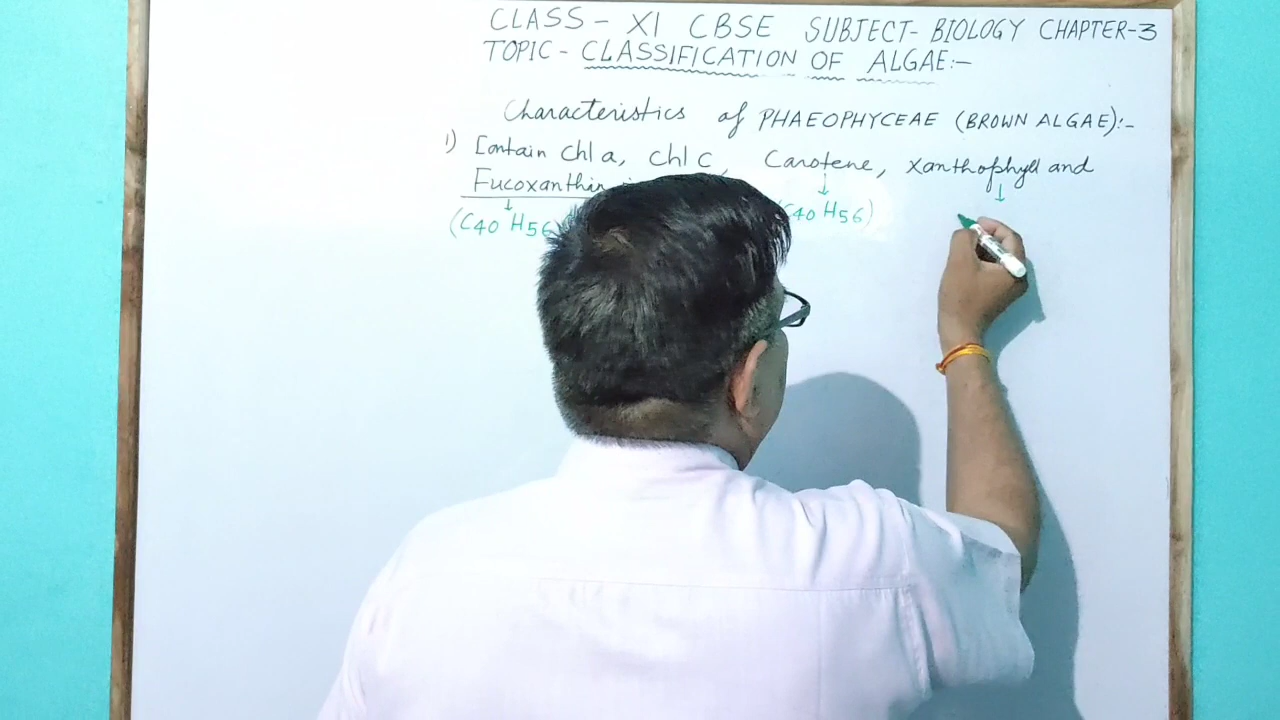 CLASS - XI CBSE SUBJECT- BIOLOGY CHAPTER-3
TOPIC - CLASSIFICATION OF ALGAE:-
Characteristics of PHAEOPHYCEAE (BROWN ALGAE):-
1) Contain chl a, chl c, Carotene, xanthophyll and
Fucoxanthin
(C40 H56 C40 H56)